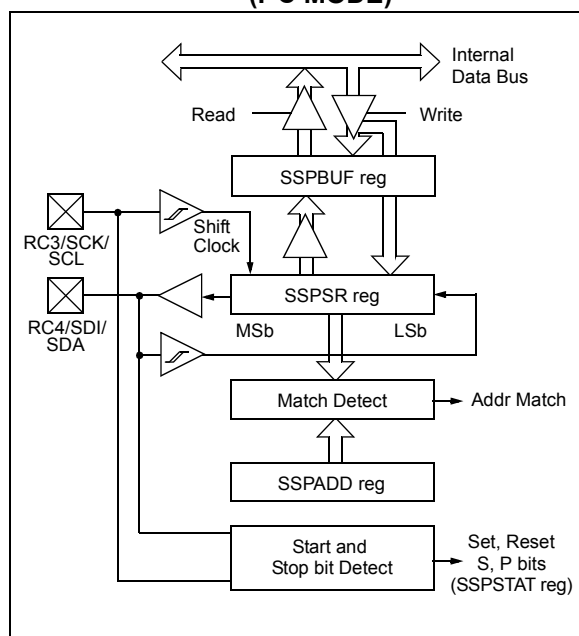 (I²C MODE)
Internal
Data Bus
Read
Write
SSPBUF reg
RC3/SCK/
SCL
Shift
Clock
SSPSR reg
MSb
LSb
RC4/SDI/
SDA
Match Detect
Addr Match
SSPADD reg
Start and
Stop bit Detect
Set, Reset
S, P bits
(SSPSTAT reg)